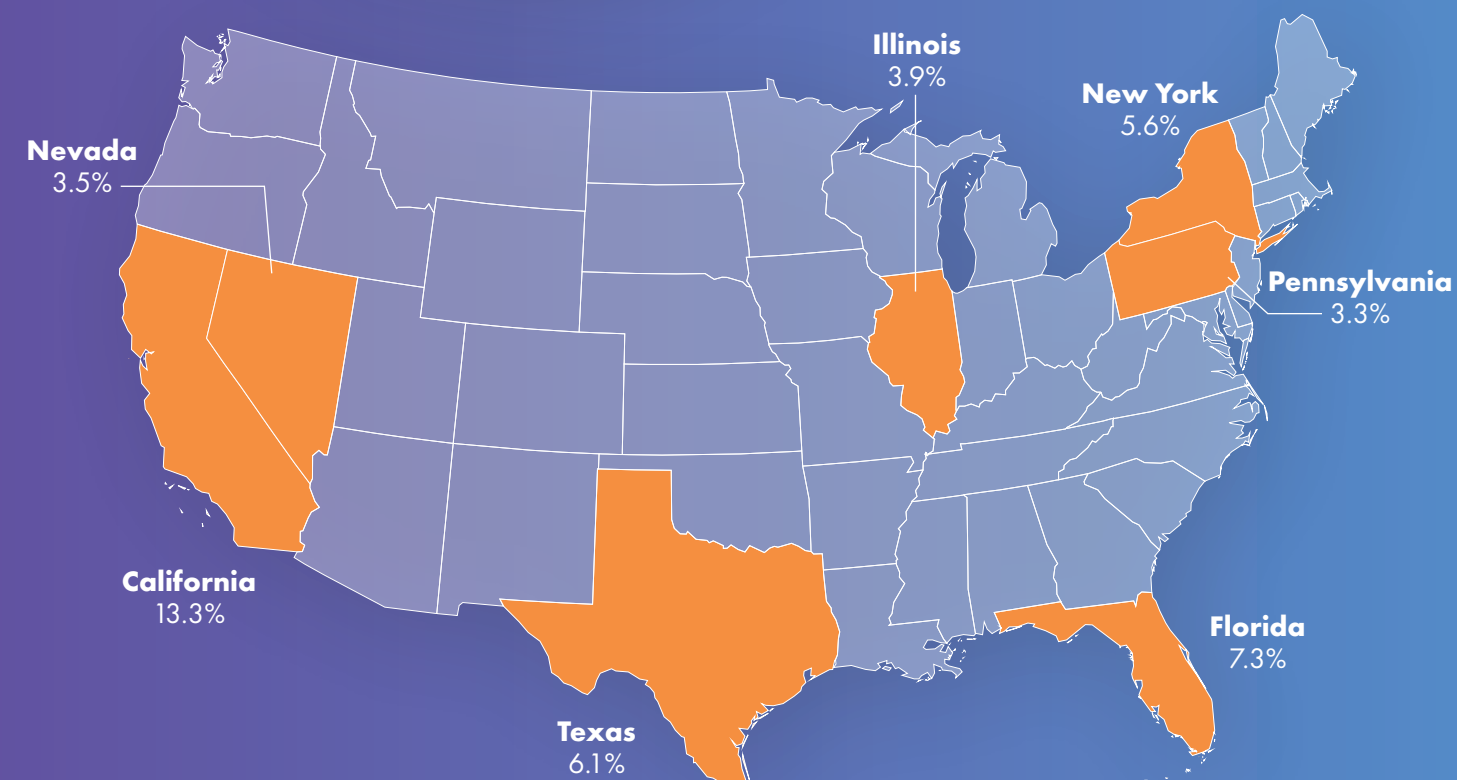 Illinois
3.9%
New York
5.6%
Nevada
3.5%
Pennsylvania
3.3%
California
13.3%
Florida
7.3%
Texas
6.1%